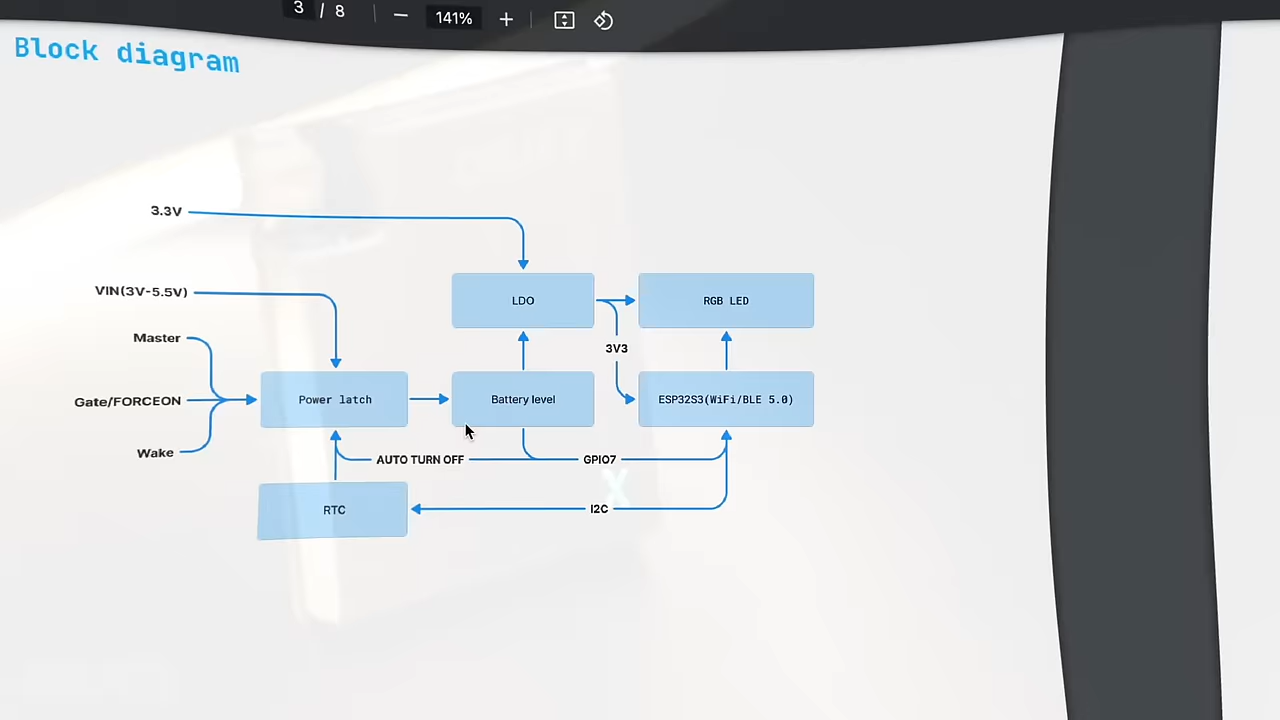 3 / 8
141%
Block diagram
3.3V
VIN(3V-5.5V)
Master
Gate/FORCEON
Wake
LDO
RGB LED
3V3
Power latch
Battery level
ESP32S3(WiFi/BLE 5.0)
AUTO TURN OFF
GPIO7
RTC
I2C
X